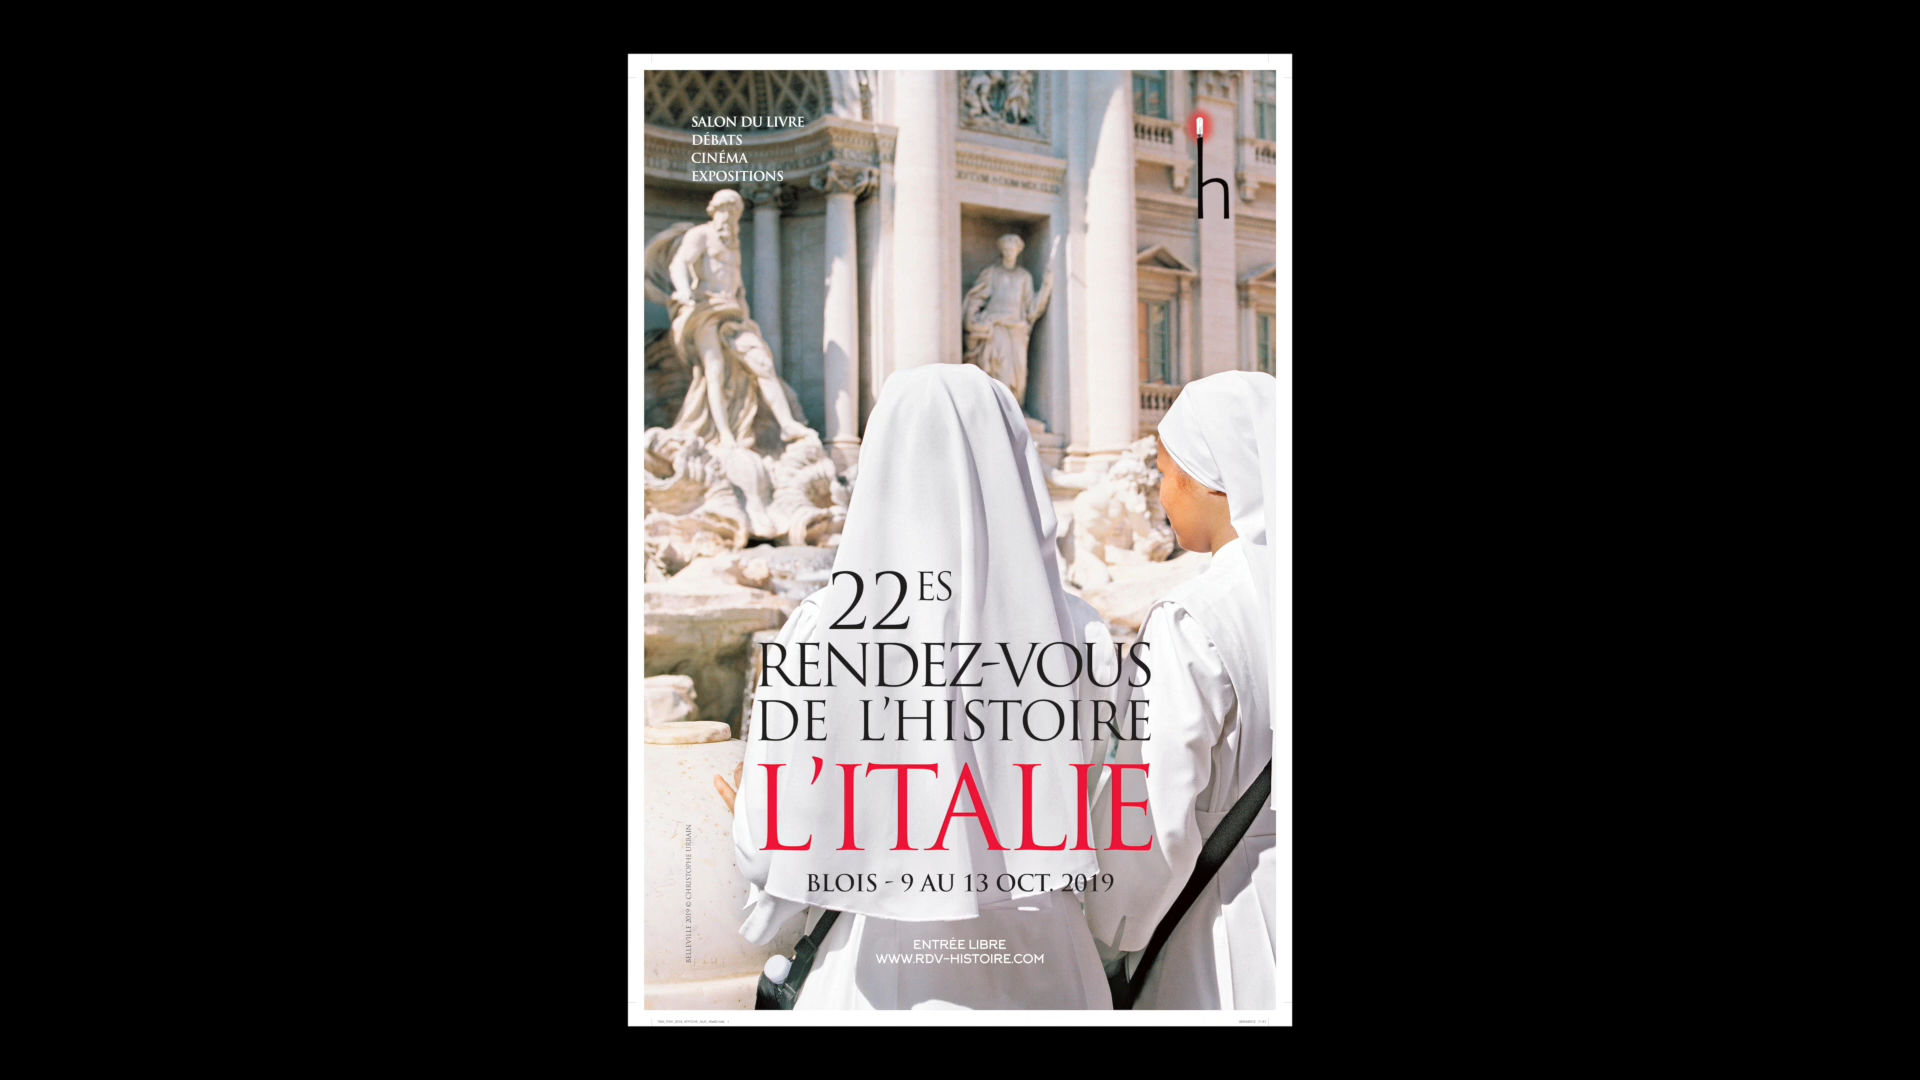 SALON DU LIVRE
DÉBATS
CINÉMA
EXPOSITIONS
h
22ES
RENDEZ-VOUS
DE L'HISTOIRE
L'ITALIE
BLOIS - 9 AU 13 OCT. 2019
ENTRÉE LIBRE
WWW.RDV-HISTOIRE.COM
BELLEVILLE 2019 © CHRISTOPHE URBAIN